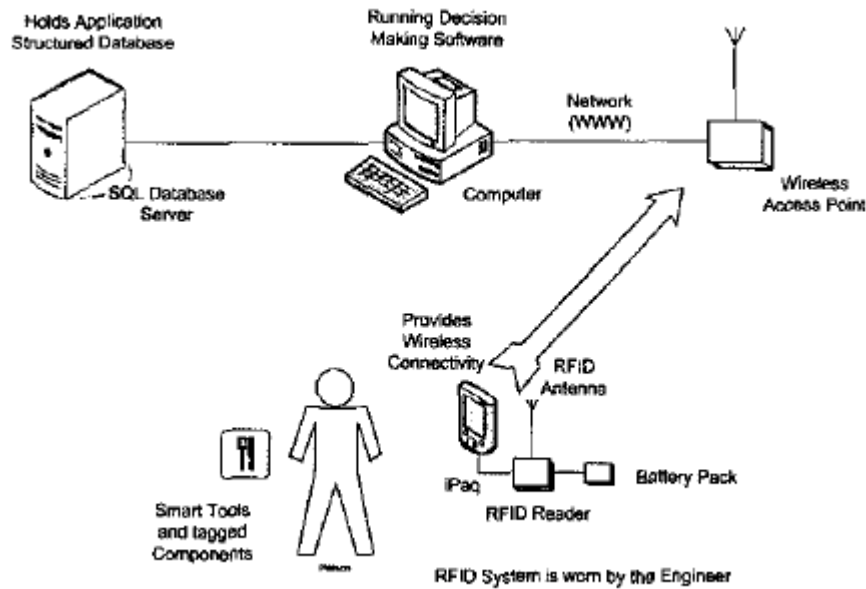 Holds Application
Structured Database
Running Decision
Making Software
Network
(WWW)
SQL Database
Server
Computer
Wireless
Access Point
Provides
Wireless
Connectivity
RFID
Antenna
iPaq
Battery Pack
RFID Reader
Smart Tools
and tagged
Components
Person
RFID System is worn by the Engineer